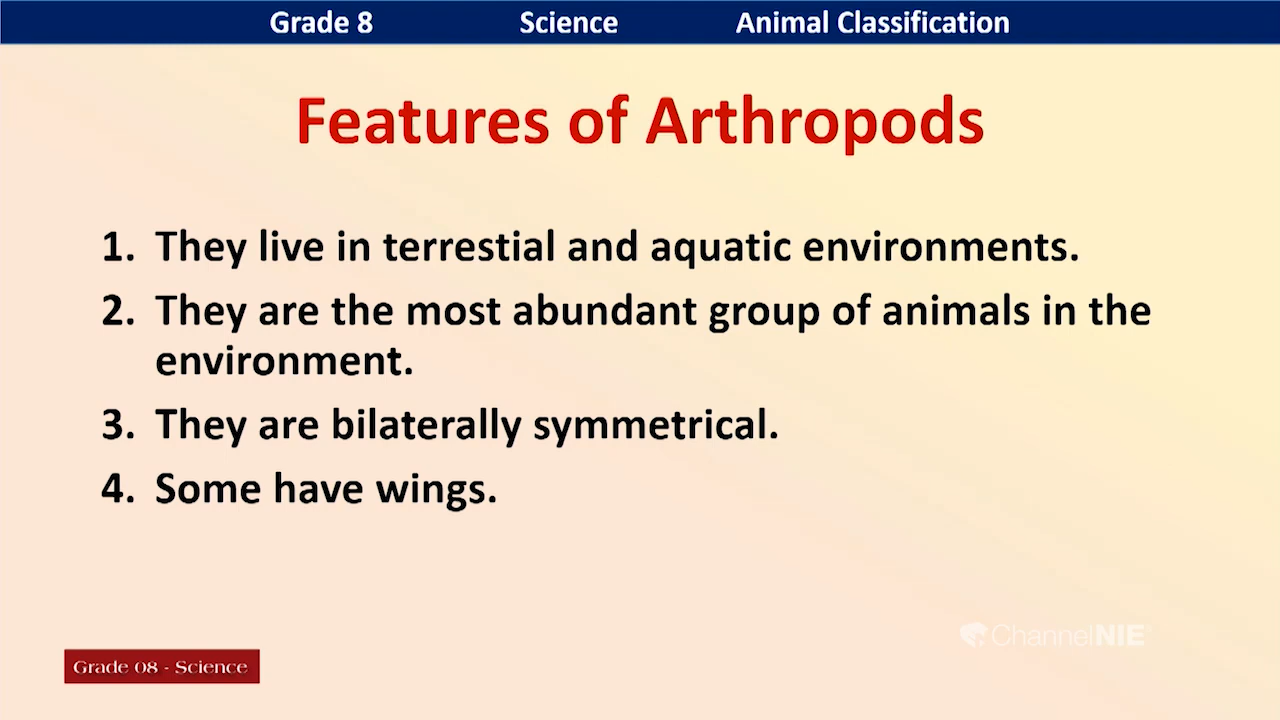 Grade 8 Science Animal Classification
Features of Arthropods
1. They live in terrestial and aquatic environments.
2. They are the most abundant group of animals in the
environment.
3. They are bilaterally symmetrical.
4. Some have wings.
ChannelNIE
Grade 08 - Science